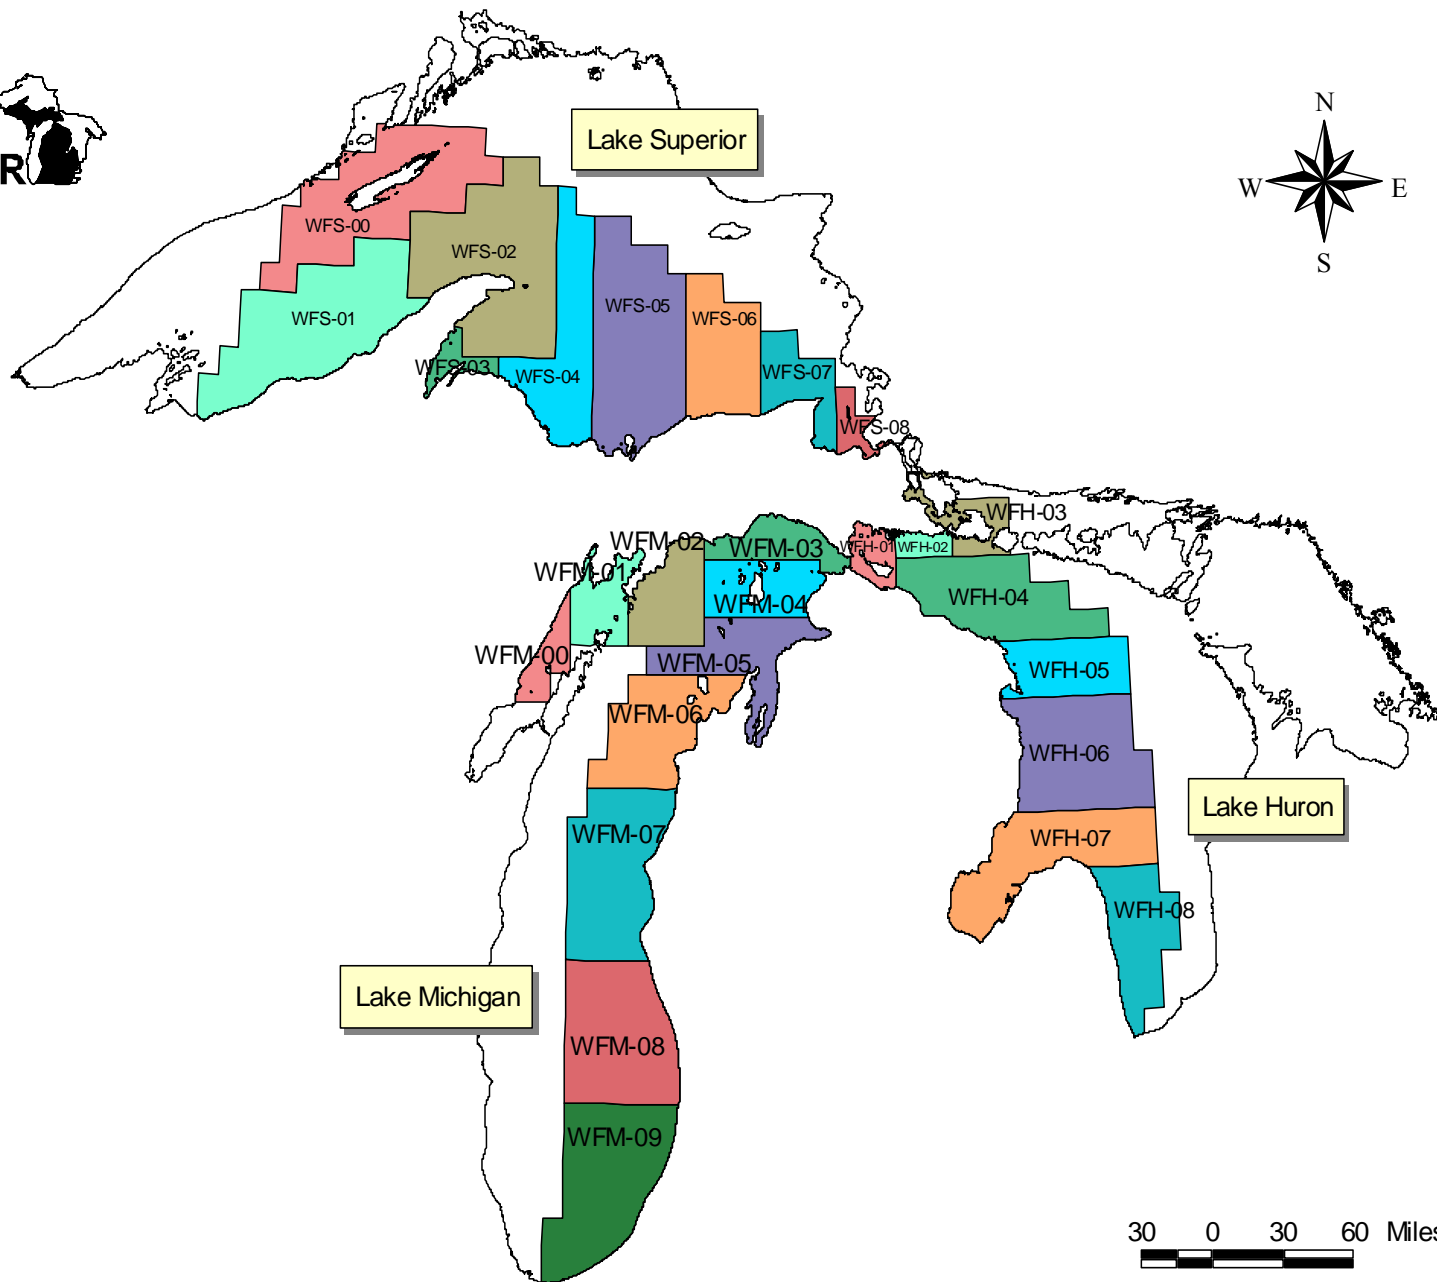 N
Lake Superior
R
W
E
S
WFS-00
WFS-02
WFS-01
WFS-05
WFS-06
WFS-03
WFS-04
WFS-07
WFS-08
WFH-03
WFM-02
WFM-03
WFH-01
WFH-02
WFM-01
WFM-04
WFH-04
WFM-00
WFM-05
WFH-05
WFM-06
WFH-06
Lake Huron
WFM-07
WFH-07
WFH-08
Lake Michigan
WFM-08
WFM-09
30 0 30 60 Miles